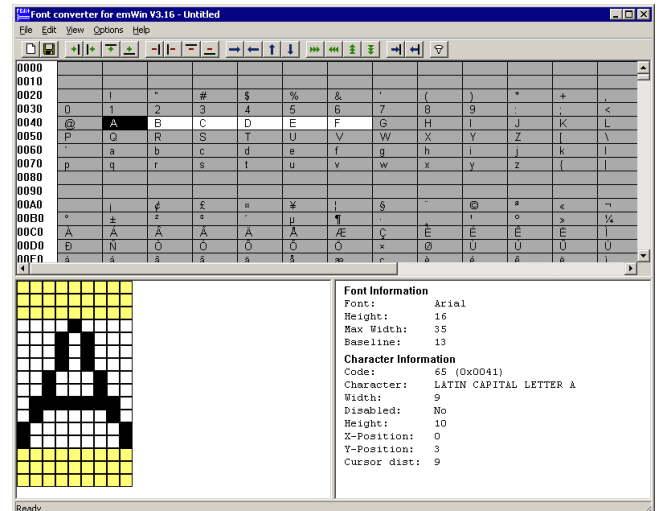 Font converter for emWin V3.16 - Untitled
File Edit View Options Help
0000
0010
0020 ! " # $ % & ' ( ) * + ,
0030 0 1 2 3 4 5 6 7 8 9 : ; <
0040 @ A B C D E F G H I J K L
0050 P Q R S T U V W X Y Z [ \
0060 ` a b c d e f g h i j k l
0070 p q r s t u v w x y z { |
0080
0090
00A0 ¡ ¢ £ ¤ ¥ ¦ § ¨ © ª « ¬
00B0 ° ± ² ³ ´ µ ¶ · ¸ ¹ º » ¼
00C0 À Á Â Ã Ä Å Æ Ç È É Ê Ë Ì
00D0 Ð Ñ Ò Ó Ô Õ Ö × Ø Ù Ú Û Ü
00E0
Font Information
Font: Arial
Height: 16
Max Width: 35
Baseline: 13
Character Information
Code: 65 (0x0041)
Character: LATIN CAPITAL LETTER A
Width: 9
Disabled: No
Height: 10
X-Position: 0
Y-Position: 3
Cursor dist: 9
Ready